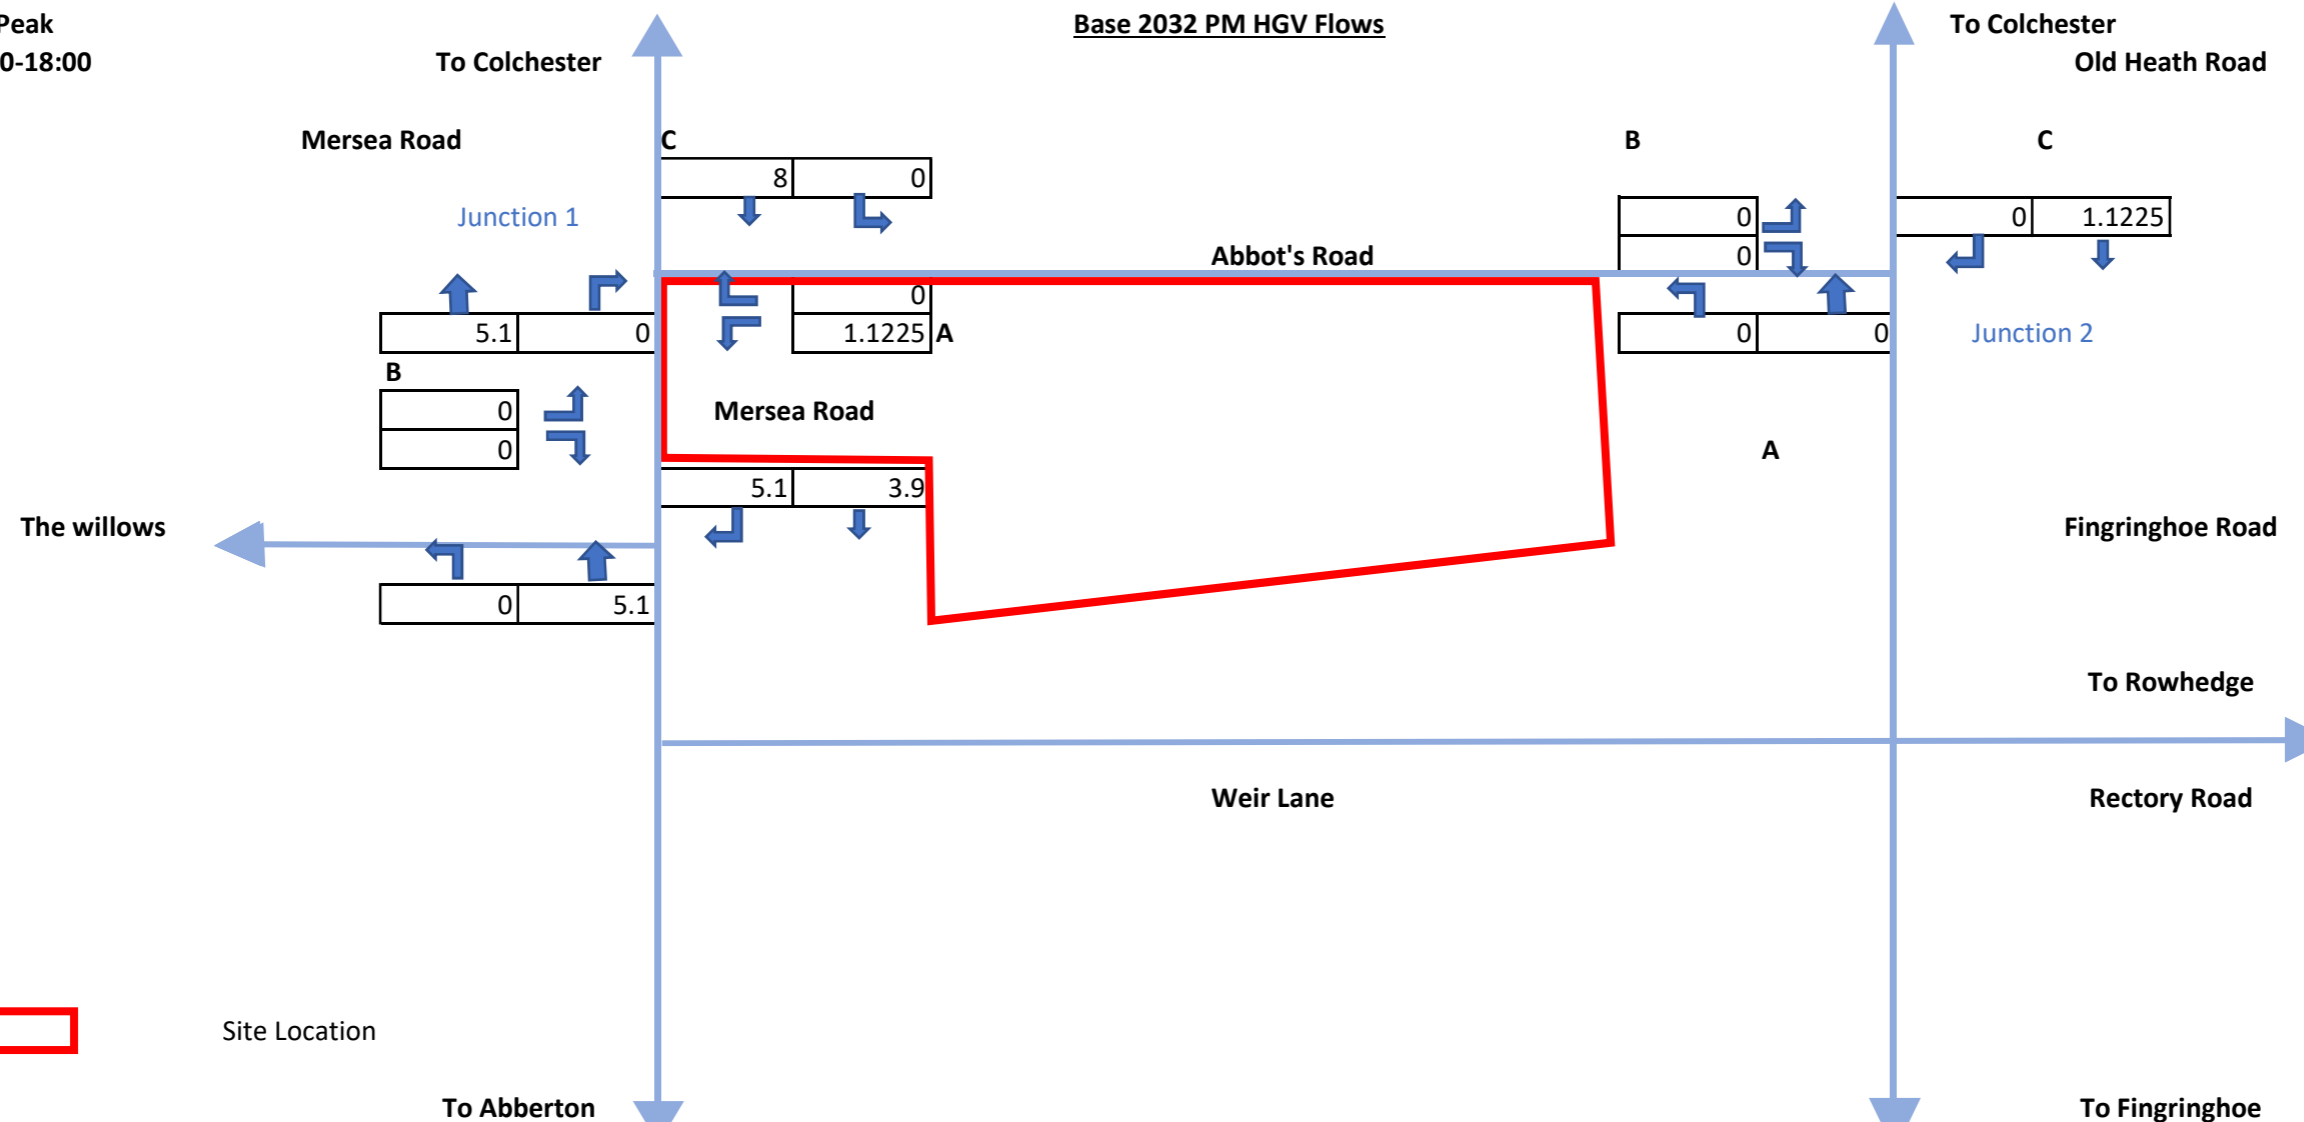 Peak
Base 2032 PM HGV Flows
To Colchester
0-18:00
To Colchester
Old Heath Road
Mersea Road
C
B
C
8 0
Junction 1
0
0 1.1225
Abbot's Road
0
0
5.1 0
1.1225 A
0 0
Junction 2
B
0
Mersea Road
0
A
5.1 3.9
The willows
Fingringhoe Road
0 5.1
To Rowhedge
Weir Lane
Rectory Road
Site Location
To Abberton
To Fingringhoe